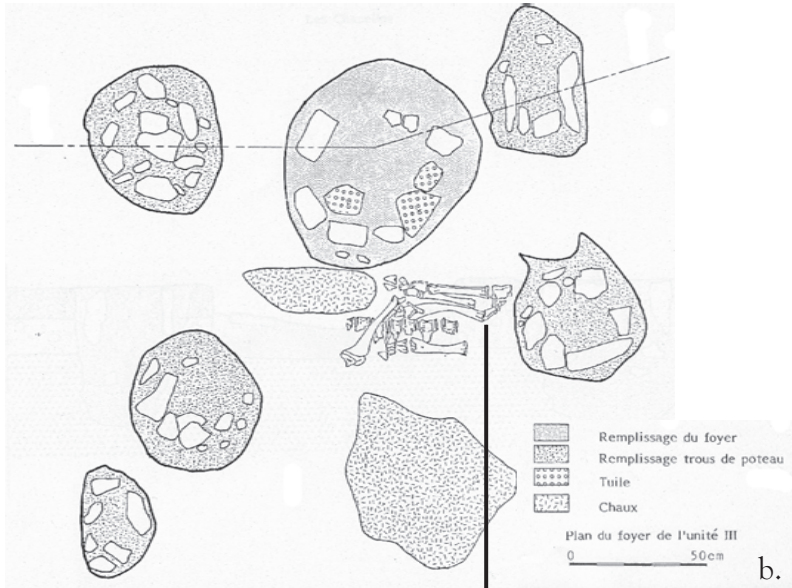 Remplissage du foyer
Remplissage trous de poteau
Tuile
Chaux
Plan du foyer de l'unité III
0 50cm
b.